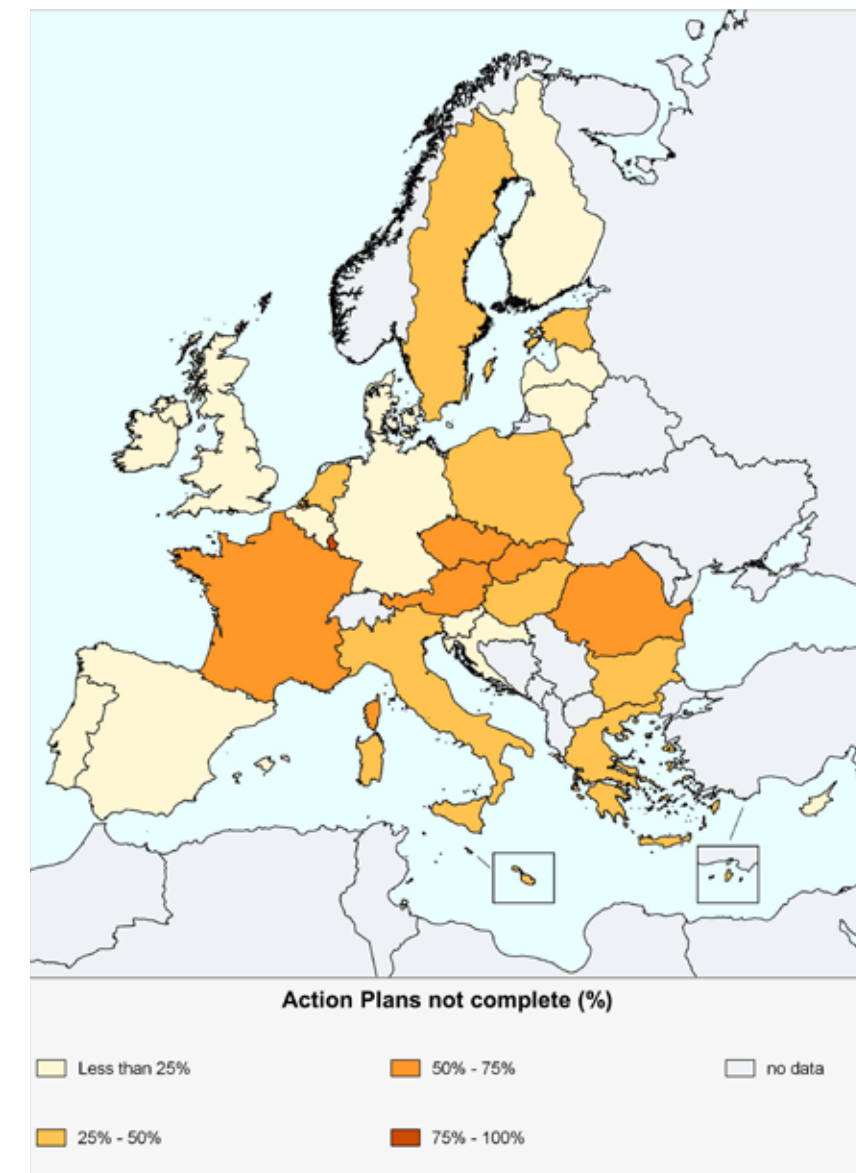 Action Plans not complete (%)
Less than 25%
50% - 75%
no data
25% - 50%
75% - 100%